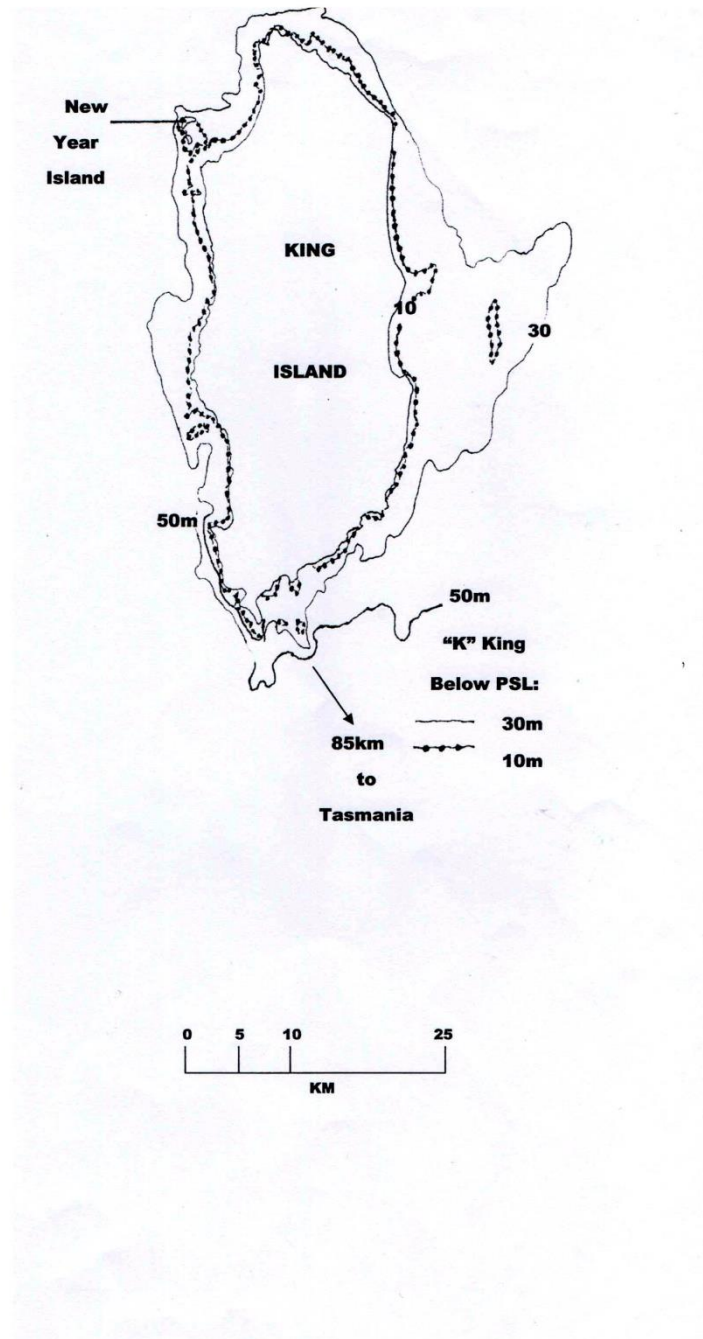 New
Year
Island
KING
10
30
ISLAND
50m
50m
“K” King
Below PSL:
30m
10m
85km
to
Tasmania
0 5 10 25
KM